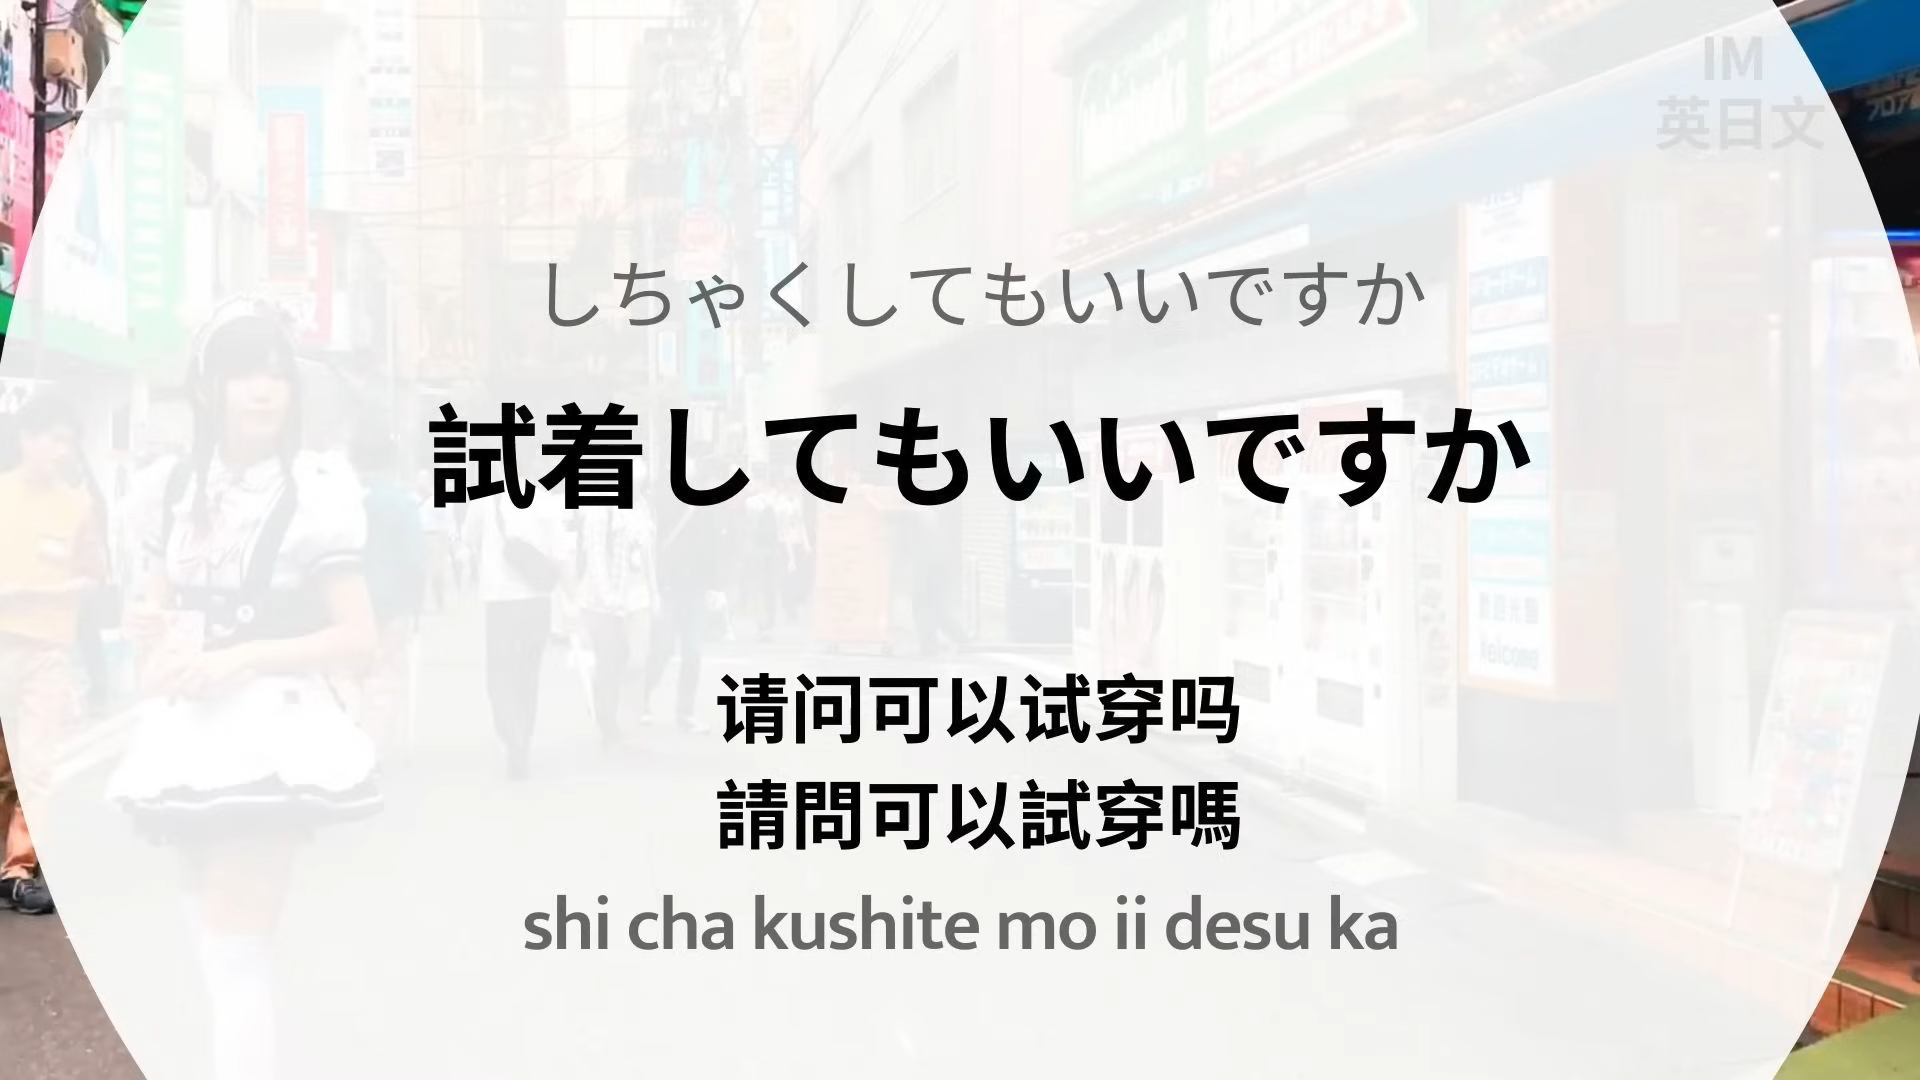 IM
英日文
しちゃくしてもいいですか
試着してもいいですか
请问可以试穿吗
請問可以試穿嗎
shi cha kushite mo ii desu ka